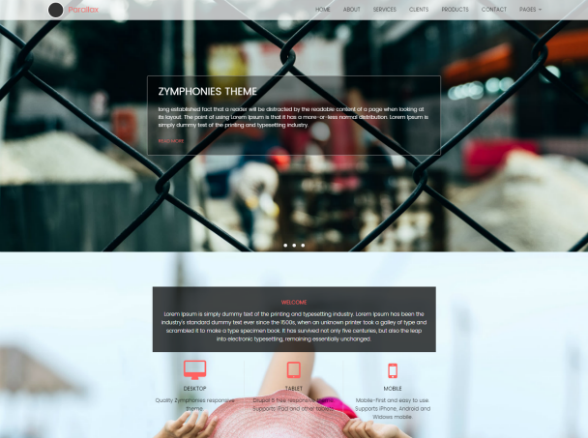 Parallax
HOME ABOUT SERVICES CLIENTS PRODUCTS CONTACT PAGES
ZYMPHONIES THEME
long established fact that a reader will be distracted by the readable content of a page when looking at
its layout. The point of using Lorem Ipsum is that it has a more-or-less normal distribution. Lorem Ipsum is
simply dummy text of the printing and typesetting industry.
READ MORE
WELCOME
Lorem Ipsum is simply dummy text of the printing and typesetting industry. Lorem Ipsum has been the
industry's standard dummy text ever since the 1500s, when an unknown printer took a galley of type and
scrambled it to make a type specimen book. It has survived not only five centuries, but also the leap
into electronic typesetting, remaining essentially unchanged.
DESKTOP
Quality Zymphonies responsive
theme
TABLET
Drupal 8 free responsive
Supports iPad and other
MOBILE
Mobile-First and easy to use.
Supports iPhone, Android and
Widows mobile